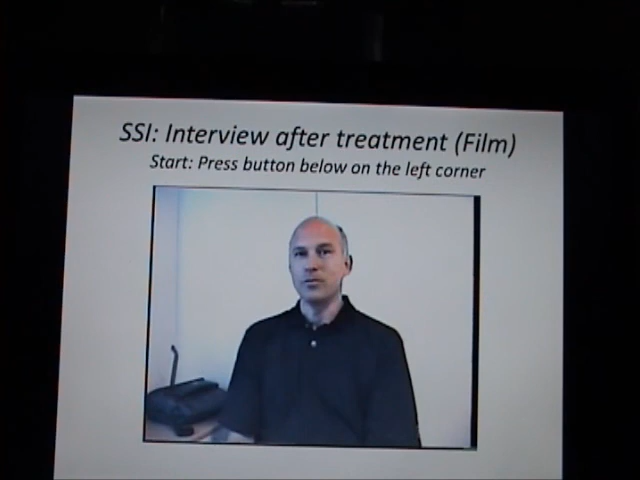 SSI: Interview after treatment (Film)
Start: Press button below on the left corner